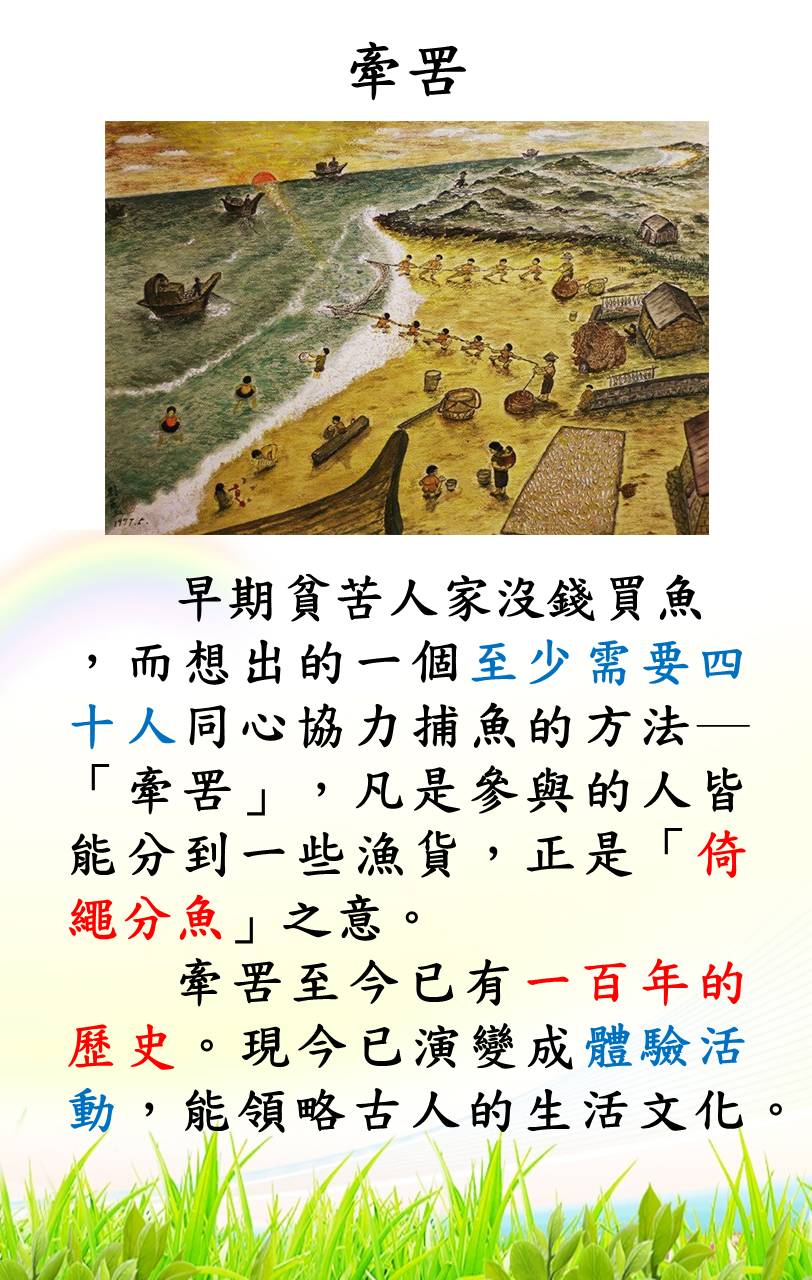 牽罟
1977.5.
早期貧苦人家沒錢買魚
，而想出的一個至少需要四
十人同心協力捕魚的方法─
「牽罟」，凡是參與的人皆
能分到一些漁貨，正是「倚
繩分魚」之意。
牽罟至今已有一百年的
歷史。現今已演變成體驗活
動，能領略古人的生活文化。